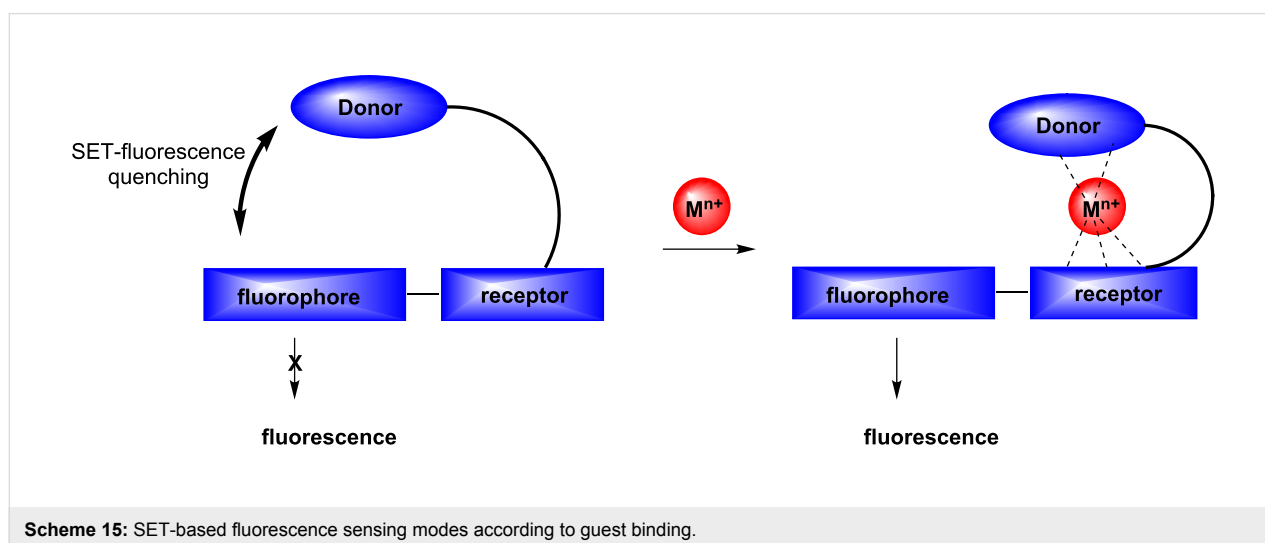 Donor
SET-fluorescence
quenching
fluorophore
receptor
X
fluorescence
Mⁿ⁺
Donor
Mⁿ⁺
fluorophore
receptor
fluorescence
Scheme 15: SET-based fluorescence sensing modes according to guest binding.